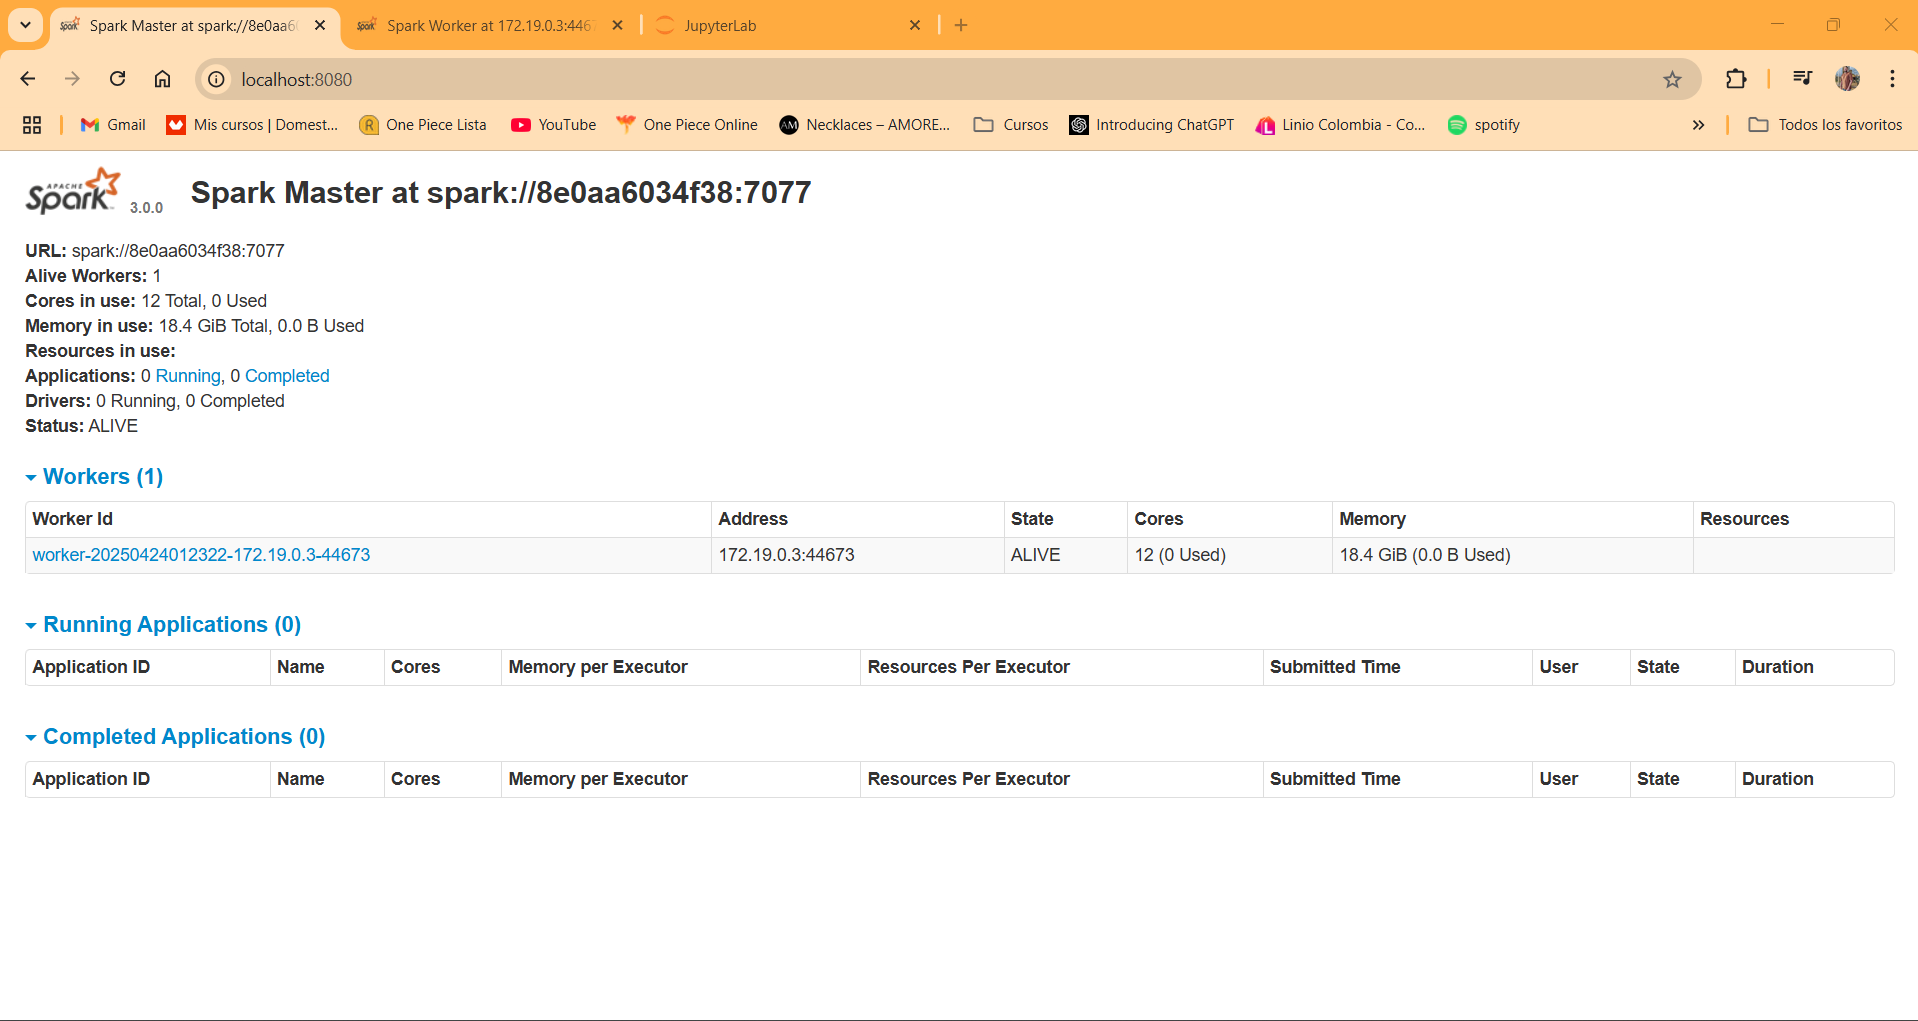 Spark Master at spark://8e0aa6
Spark Worker at 172.19.0.3:446
JupyterLab
localhost:8080
Gmail
Mis cursos | Domest...
One Piece Lista
YouTube
One Piece Online
AM
Necklaces – AMORE...
Cursos
Introducing ChatGPT
Linio Colombia - Co...
spotify
Todos los favoritos
APACHE
Spark 3.0.0
Spark Master at spark://8e0aa6034f38:7077
URL: spark://8e0aa6034f38:7077
Alive Workers: 1
Cores in use: 12 Total, 0 Used
Memory in use: 18.4 GiB Total, 0.0 B Used
Resources in use:
Applications: 0 Running, 0 Completed
Drivers: 0 Running, 0 Completed
Status: ALIVE
Workers (1)
Worker Id Address State Cores Memory Resources
worker-20250424012322-172.19.0.3-44673 172.19.0.3:44673 ALIVE 12 (0 Used) 18.4 GiB (0.0 B Used)
Running Applications (0)
Application ID Name Cores Memory per Executor Resources Per Executor Submitted Time User State Duration
Completed Applications (0)
Application ID Name Cores Memory per Executor Resources Per Executor Submitted Time User State Duration